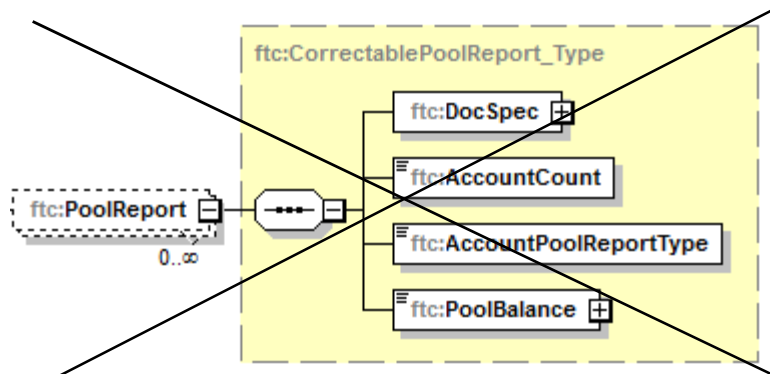 ftc:CorrectablePoolReport_Type
ftc:DocSpec
ftc:AccountCount
ftc:PoolReport
0..∞
ftc:AccountPoolReportType
ftc:PoolBalance